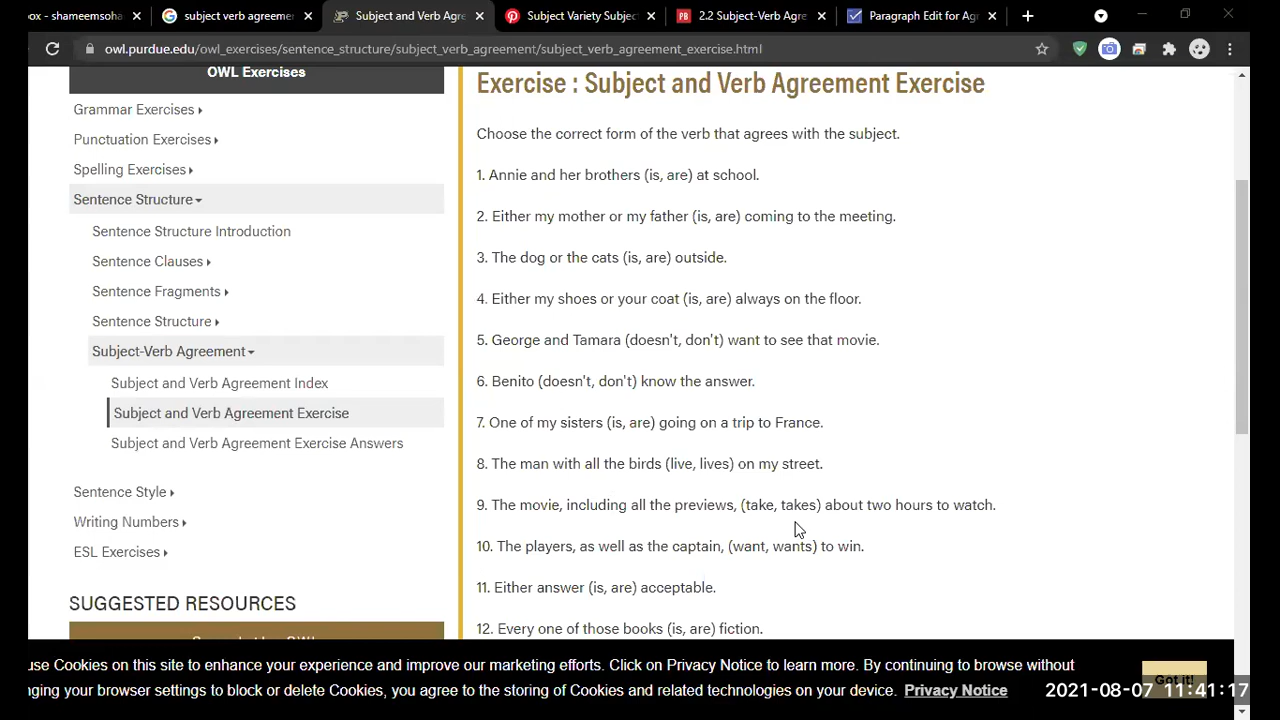 ox - shameemsoha
subject verb agreeme
Subject and Verb Agre
Subject Variety Subjec
2.2 Subject-Verb Agre
Paragraph Edit for Ag
owl.purdue.edu/owl_exercises/sentence_structure/subject_verb_agreement/subject_verb_agreement_exercise.html
OWL Exercises
Grammar Exercises
Punctuation Exercises
Spelling Exercises
Sentence Structure
Sentence Structure Introduction
Sentence Clauses
Sentence Fragments
Sentence Structure
Subject-Verb Agreement
Subject and Verb Agreement Index
Subject and Verb Agreement Exercise
Subject and Verb Agreement Exercise Answers
Sentence Style
Writing Numbers
ESL Exercises
SUGGESTED RESOURCES
Exercise : Subject and Verb Agreement Exercise
Choose the correct form of the verb that agrees with the subject.
1. Annie and her brothers (is, are) at school.
2. Either my mother or my father (is, are) coming to the meeting.
3. The dog or the cats (is, are) outside.
4. Either my shoes or your coat (is, are) always on the floor.
5. George and Tamara (doesn't, don't) want to see that movie.
6. Benito (doesn't, don't) know the answer.
7. One of my sisters (is, are) going on a trip to France.
8. The man with all the birds (live, lives) on my street.
9. The movie, including all the previews, (take, takes) about two hours to watch.
10. The players, as well as the captain, (want, wants) to win.
11. Either answer (is, are) acceptable.
12. Every one of those books (is, are) fiction.
use Cookies on this site to enhance your experience and improve our marketing efforts. Click on Privacy Notice to learn more. By continuing to browse without
nging your browser settings to block or delete Cookies, you agree to the storing of Cookies and related technologies on your device. Privacy Notice
Got it!
2021-08-07 11:41:17